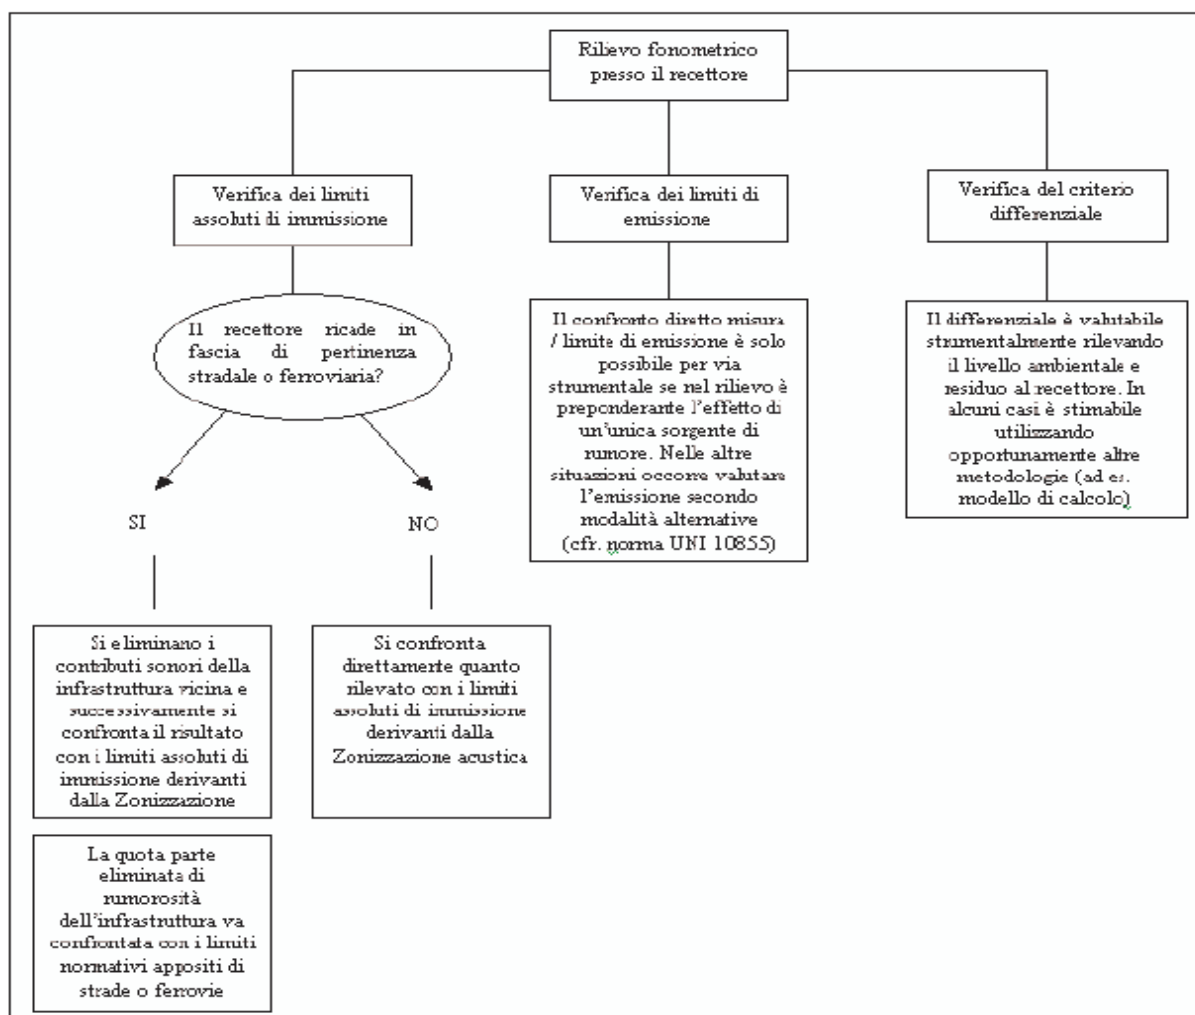 Rilievo fonometrico
presso il recettore
Verifica dei limiti
assoluti di immissione
Verifica dei limiti di
emissione
Verifica del criterio
differenziale
Il recettore ricade in
fascia di pertinenza
stradale o ferroviaria?
Il confronto diretto misura
/ limite di emissione è solo
possibile per via
strumentale se nel rilievo è
preponderante l'effetto di
un'unica sorgente di
rumore. Nelle altre
situazioni occorre valutare
l'emissione secondo
modalità alternative
(cfr. norma UNI 10855)
Il differenziale è valutabile
strumentalmente rilevando
il livello ambientale e
residuo al recettore. In
alcuni casi è stimabile
utilizzando
opportunamente altre
metodologie (ad es.
modello di calcolo)
SI
NO
Si eliminano i
contributi sonori della
infrastruttura vicina e
successivamente si
confronta il risultato
con i limiti assoluti di
immissione derivanti
dalla Zonizzazione
Si confronta
direttamente quanto
rilevato con i limiti
assoluti di immissione
derivanti dalla
Zonizzazione acustica
La quota parte
eliminata di
rumorosità
dell'infrastruttura va
confrontata con i limiti
normativi appositi di
strade o ferrovie